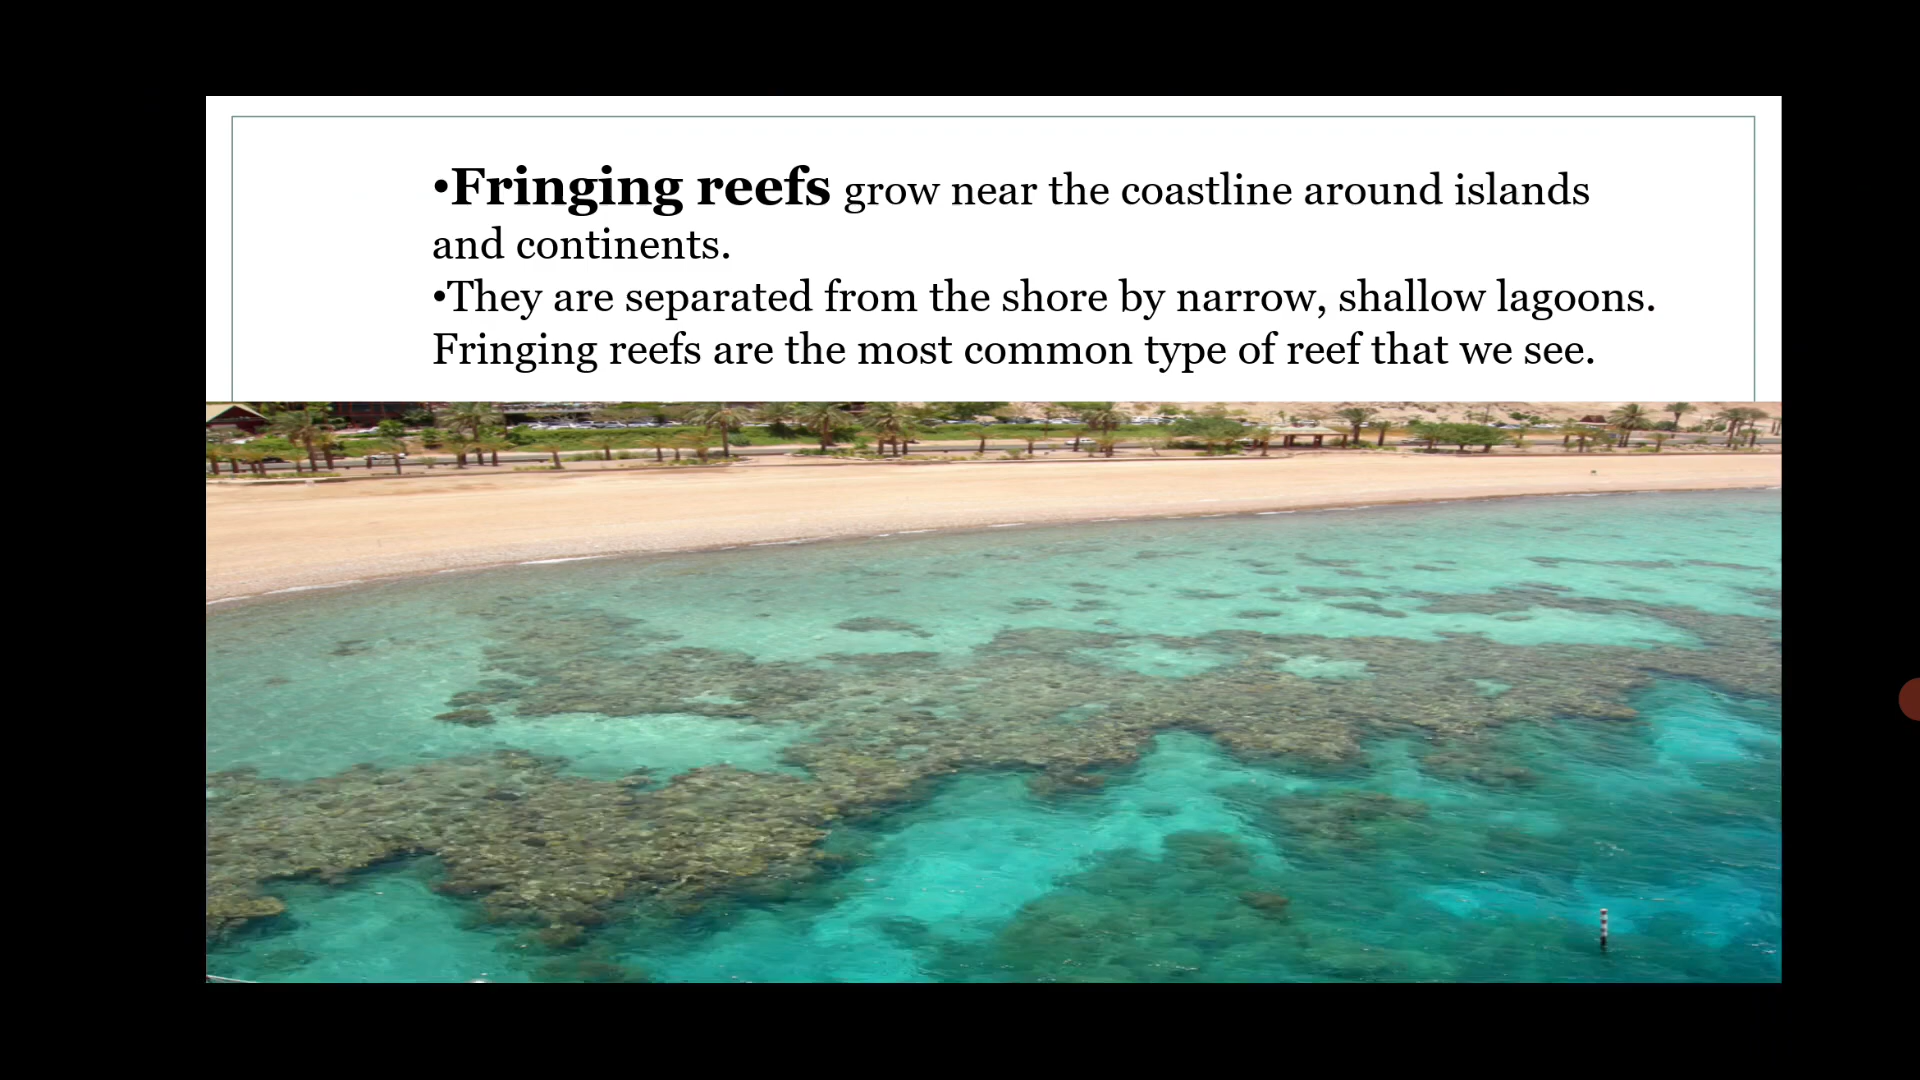 •Fringing reefs grow near the coastline around islands
and continents.
•They are separated from the shore by narrow, shallow lagoons.
Fringing reefs are the most common type of reef that we see.